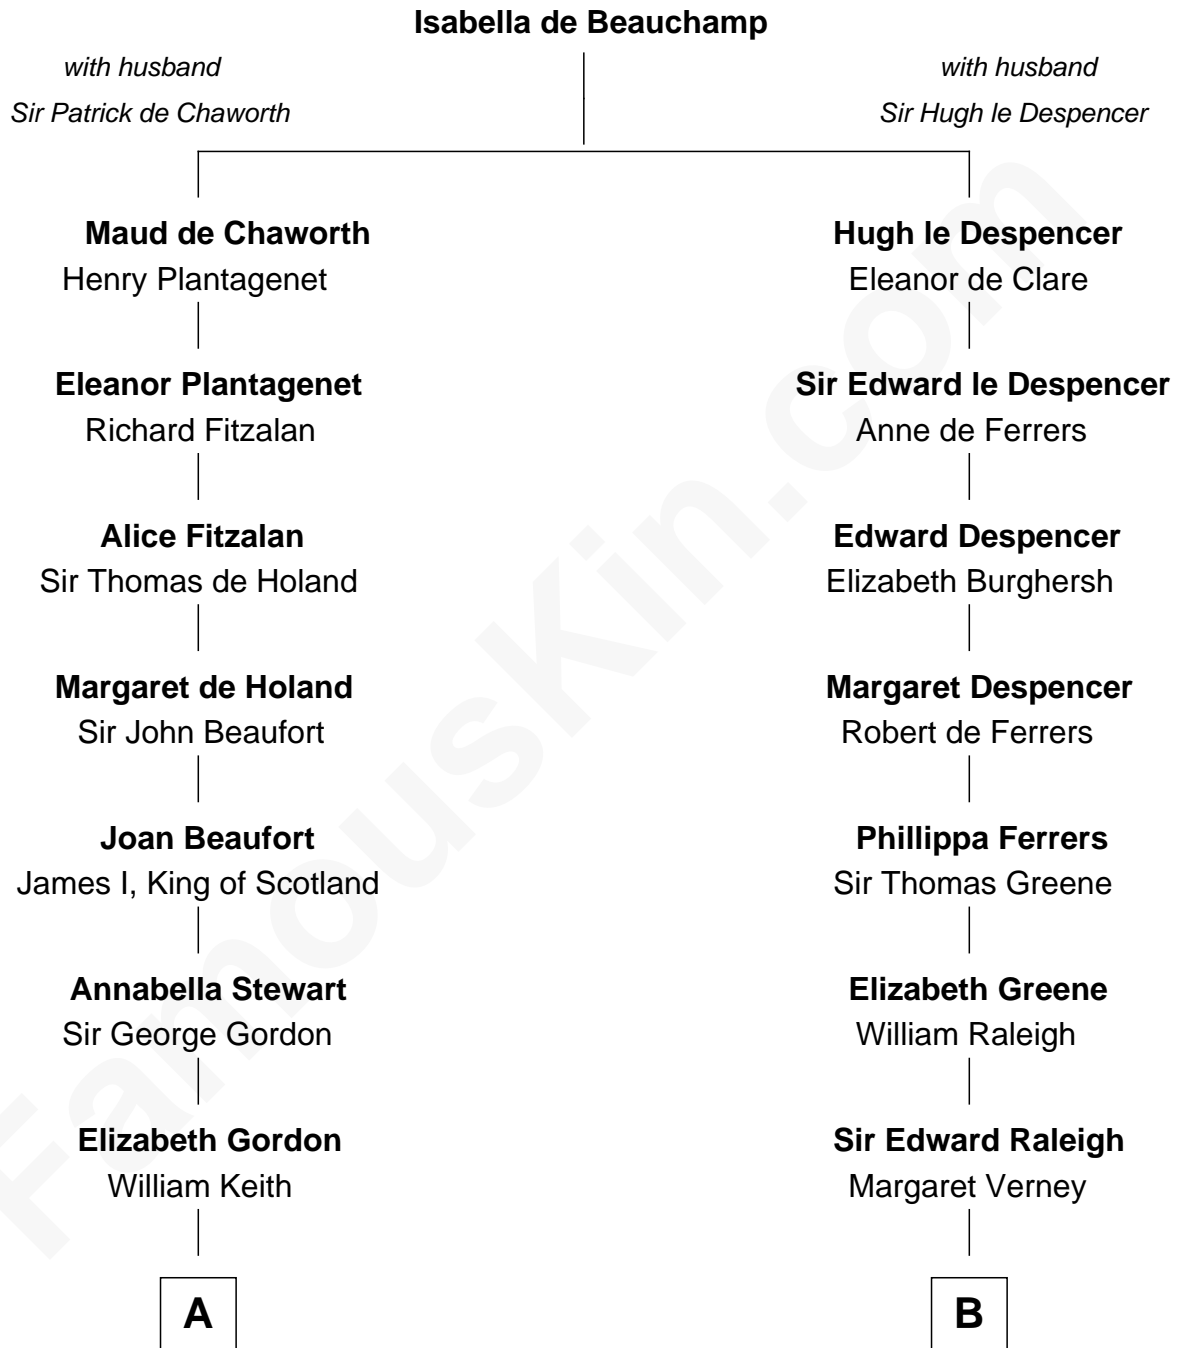 Isabella de Beauchamp
with husband
Sir Patrick de Chaworth
with husband
Sir Hugh le Despencer
Maud de Chaworth
Henry Plantagenet
Hugh le Despencer
Eleanor de Clare
Eleanor Plantagenet
Richard Fitzalan
Sir Edward le Despencer
Anne de Ferrers
Alice Fitzalan
Sir Thomas de Holand
Edward Despencer
Elizabeth Burghersh
Margaret de Holand
Sir John Beaufort
Margaret Despencer
Robert de Ferrers
Joan Beaufort
James I, King of Scotland
Phillippa Ferrers
Sir Thomas Greene
Annabella Stewart
Sir George Gordon
Elizabeth Greene
William Raleigh
Elizabeth Gordon
William Keith
Sir Edward Raleigh
Margaret Verney
A
B
FamousKin.com